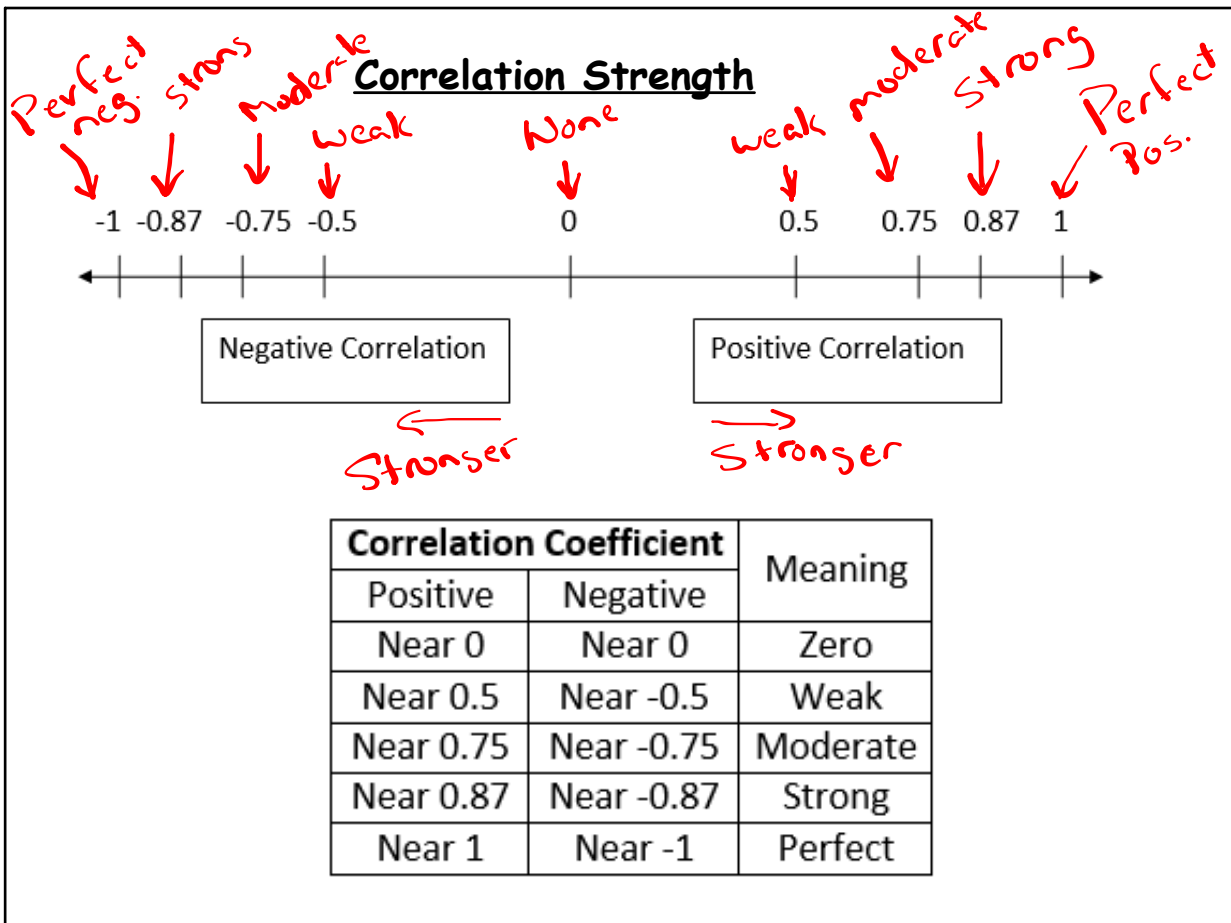 Correlation Strength
Perfect neg. strong moderate weak None weak moderate Strong Perfect Pos.
-1 -0.87 -0.75 -0.5 0 0.5 0.75 0.87 1
Negative Correlation Positive Correlation
Stronger Stronger
Correlation Coefficient Meaning
Positive Negative
Near 0 Near 0 Zero
Near 0.5 Near -0.5 Weak
Near 0.75 Near -0.75 Moderate
Near 0.87 Near -0.87 Strong
Near 1 Near -1 Perfect